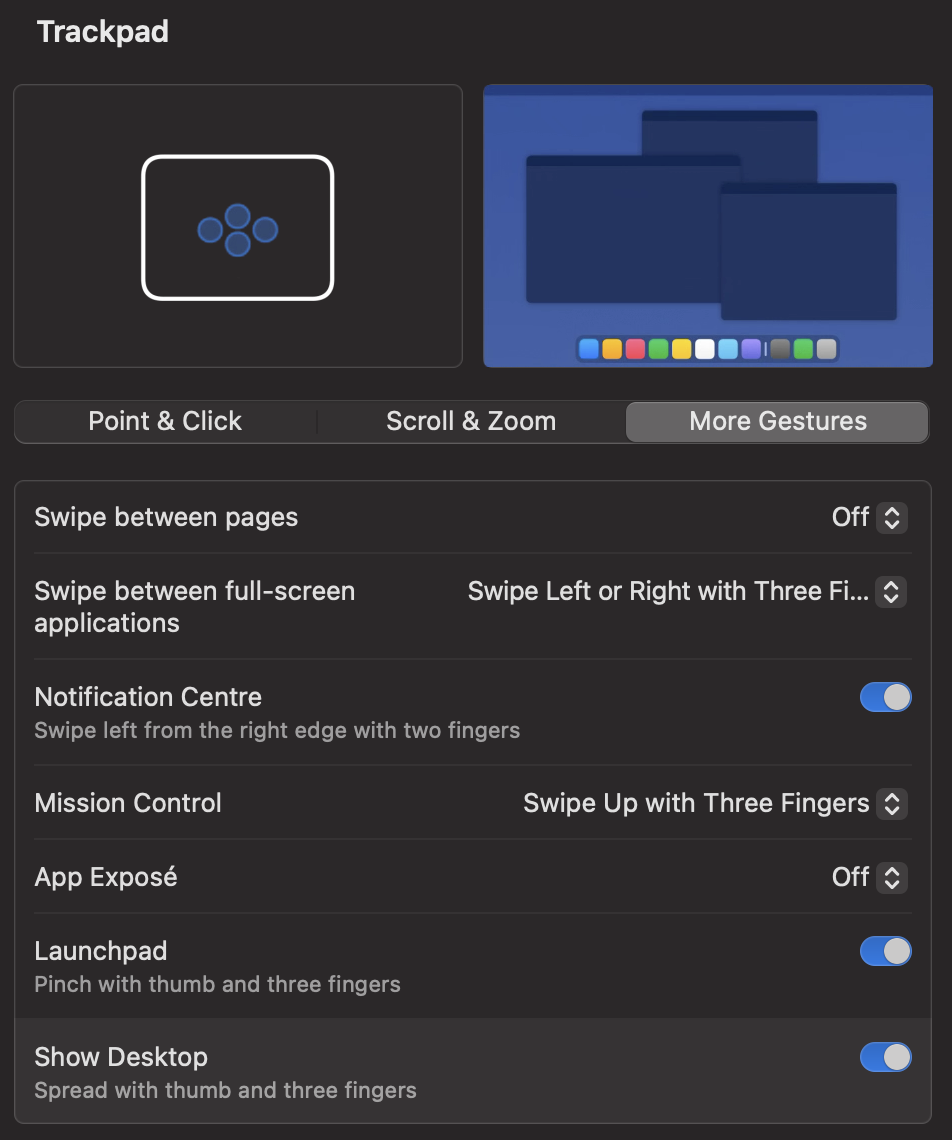 Trackpad
Point & Click
Scroll & Zoom
More Gestures
Swipe between pages
Off
Swipe between full-screen
applications
Swipe Left or Right with Three Fi...
Notification Centre
Swipe left from the right edge with two fingers
Mission Control
Swipe Up with Three Fingers
App Exposé
Off
Launchpad
Pinch with thumb and three fingers
Show Desktop
Spread with thumb and three fingers